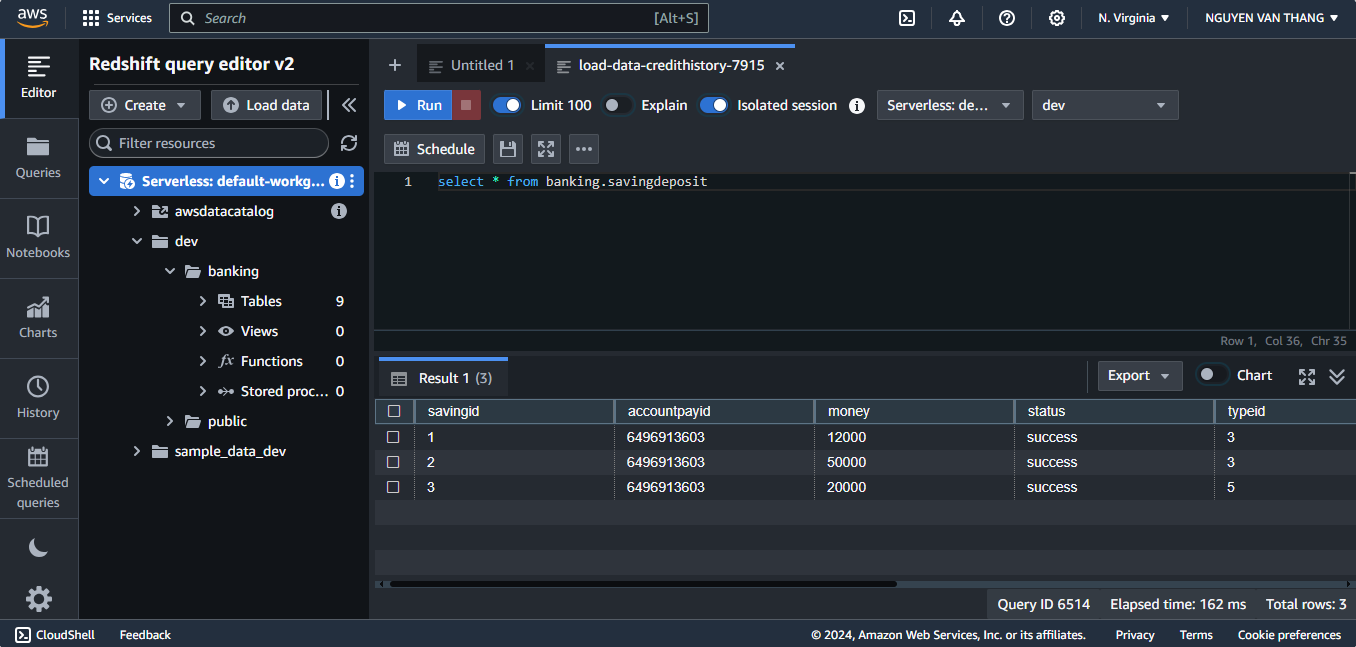 aws Services Search [Alt+S] N. Virginia NGUYEN VAN THANG
Editor
Queries
Notebooks
Charts
History
Scheduled
queries
Redshift query editor v2
Create Load data
Filter resources
Serverless: default-workg...
awsdatacatalog
dev
banking
Tables 9
Views 0
fx Functions 0
Stored proc... 0
public
sample_data_dev
Untitled 1 load-data-credithistory-7915
Run Limit 100 Explain Isolated session Serverless: de... dev
Schedule
1 select * from banking.savingdeposit
Row 1, Col 36, Chr 35
Result 1 (3) Export Chart
savingid accountpayid money status typeid
1 6496913603 12000 success 3
2 6496913603 50000 success 3
3 6496913603 20000 success 5
Query ID 6514 Elapsed time: 162 ms Total rows: 3
CloudShell Feedback © 2024, Amazon Web Services, Inc. or its affiliates. Privacy Terms Cookie preferences